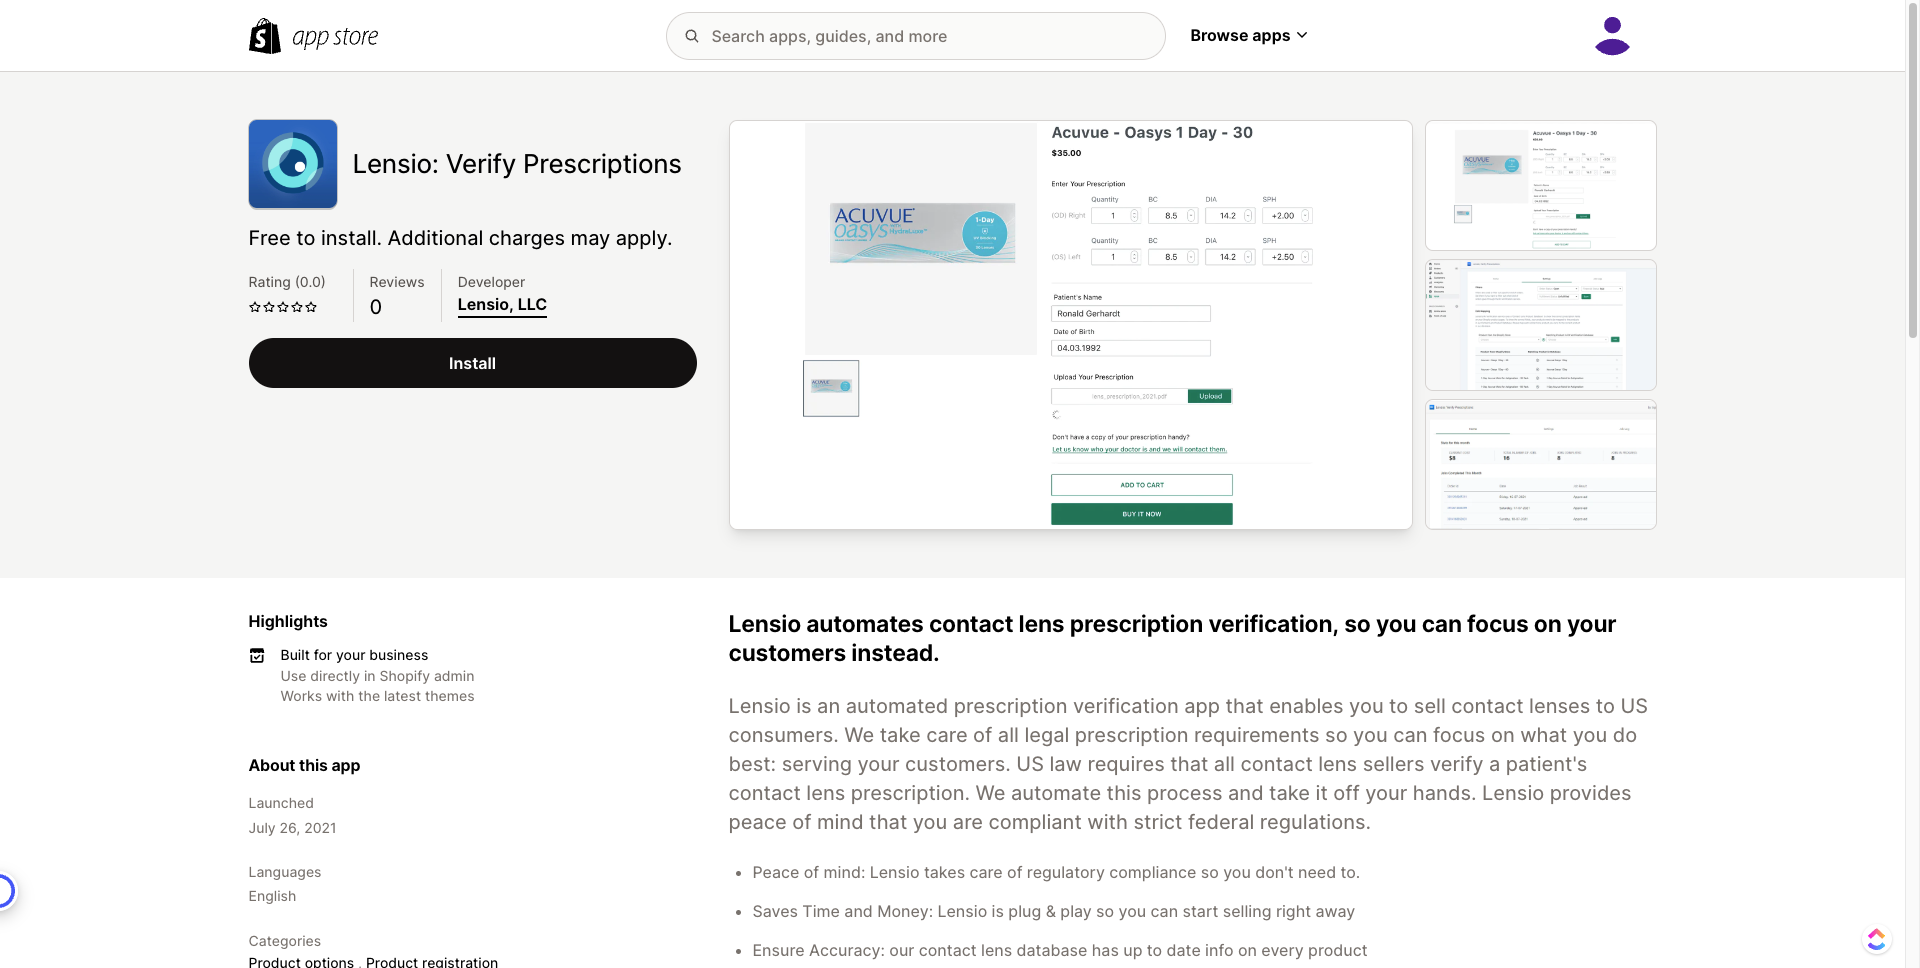 app store
Search apps, guides, and more
Browse apps
Lensio: Verify Prescriptions
Free to install. Additional charges may apply.
Rating (0.0)
Reviews
0
Developer
Lensio, LLC
Install
Acuvue - Oasys 1 Day - 30
$35.00
Enter Your Prescription
Quantity BC DIA SPH
(OD) Right 1 8.5 14.2 +2.00
Quantity BC DIA SPH
(OS) Left 1 8.5 14.2 +2.50
ACUVUE
oasys WITH HydraLuxe
1-Day
Patient's Name
Ronald Gerhardt
Date of Birth
04.03.1992
Upload Your Prescription
lens_prescription_2021.pdf Upload
Don't have a copy of your prescription handy?
Let us know who your doctor is and we will contact them.
ADD TO CART
BUY IT NOW
Highlights
Built for your business
Use directly in Shopify admin
Works with the latest themes
About this app
Launched
July 26, 2021
Languages
English
Categories
Product options , Product registration
Lensio automates contact lens prescription verification, so you can focus on your
customers instead.
Lensio is an automated prescription verification app that enables you to sell contact lenses to US
consumers. We take care of all legal prescription requirements so you can focus on what you do
best: serving your customers. US law requires that all contact lens sellers verify a patient's
contact lens prescription. We automate this process and take it off your hands. Lensio provides
peace of mind that you are compliant with strict federal regulations.
• Peace of mind: Lensio takes care of regulatory compliance so you don't need to.
• Saves Time and Money: Lensio is plug & play so you can start selling right away
• Ensure Accuracy: our contact lens database has up to date info on every product